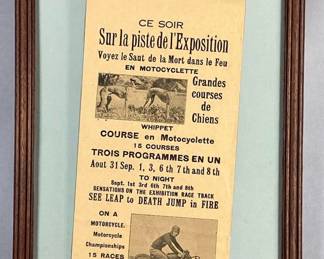 CE SOIR
Sur la piste de l'Exposition
Voyez le Saut de la Mort dans le Feu
EN MOTOCYCLETTE
Grandes
courses
de
Chiens
WHIPPET
COURSE en Motocyclette
15 COURSES
TROIS PROGRAMMES EN UN
Aout 31 Sep. 1, 3, 6 th 7 th and 8 th
TO NIGHT
Sept. 1st 3rd 6th 7th and 8th
SENSATIONS ON THE EXHIBITION RACE TRACK
SEE LEAP to DEATH JUMP in FIRE
ON A
MOTORCYCLE.
Motorcycle
Championships
15 RACES